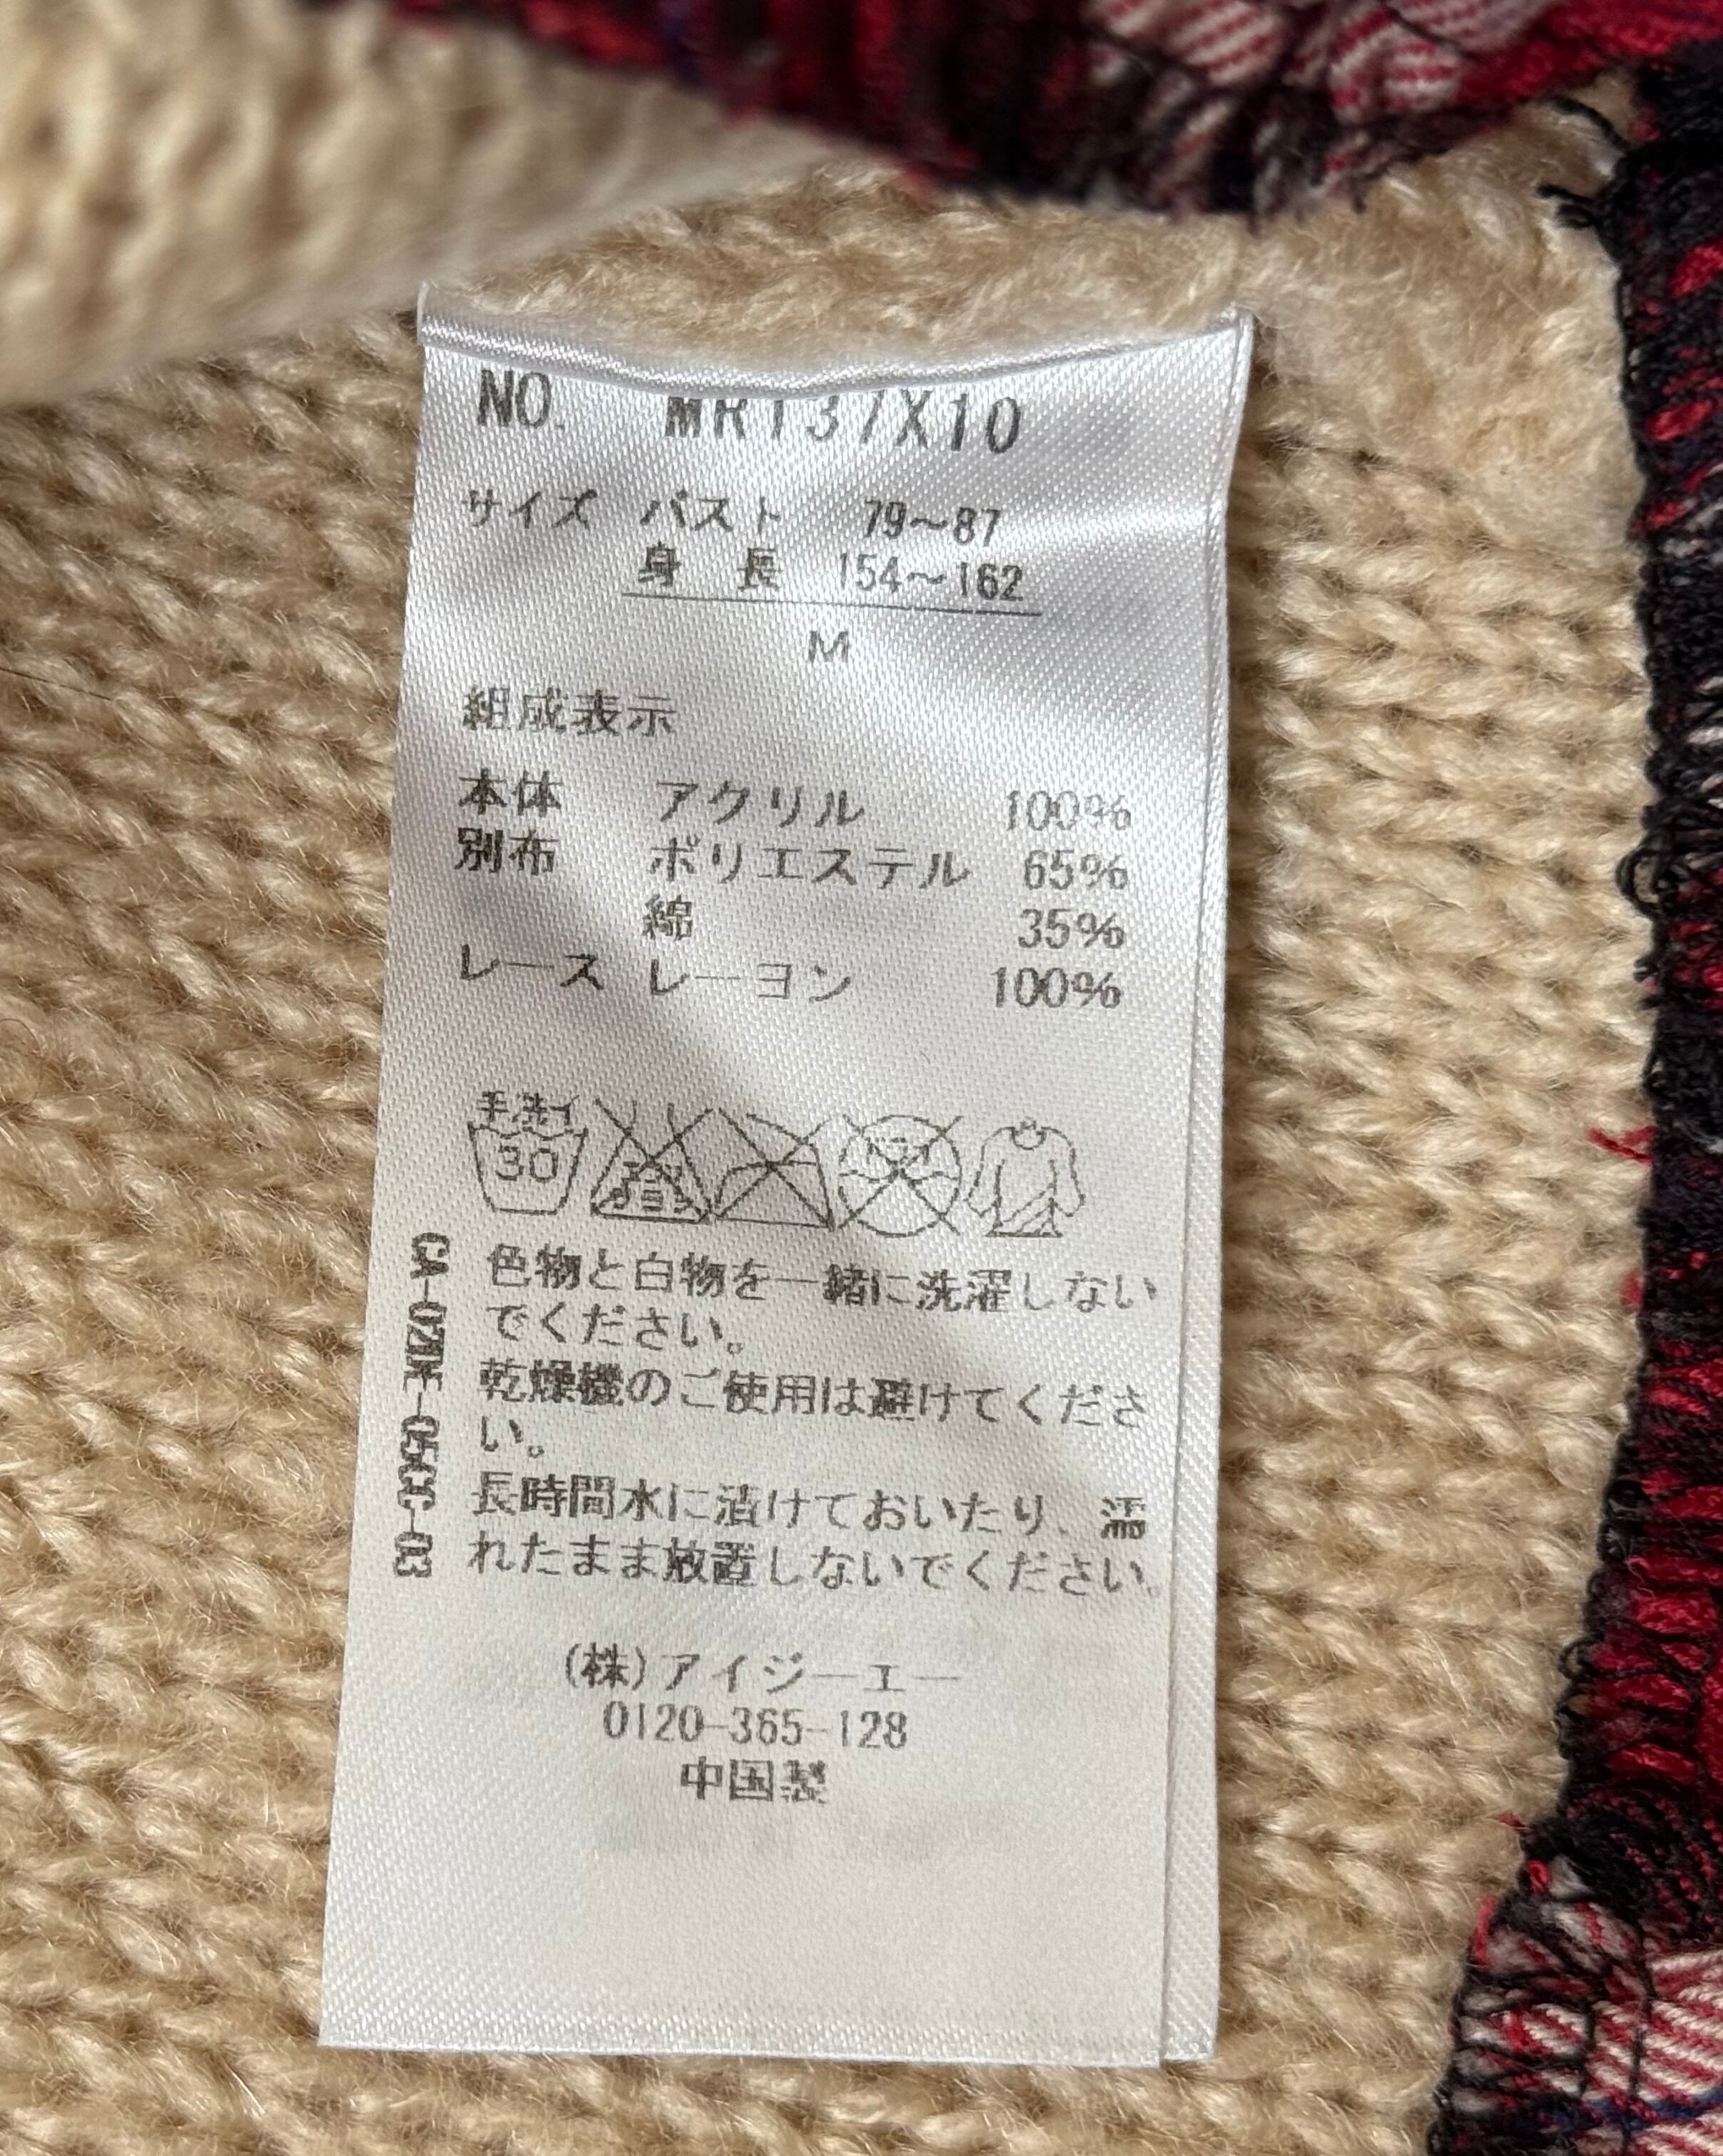 NO. MR137X10
サイズ バスト 79〜87
身長 154〜162
M
組成表示
本体 アクリル 100%
別布 ポリエステル 65%
綿 35%
レース レーヨン 100%
手洗イ
30
色物と白物を一緒に洗濯しない
でください。
乾燥機のご使用は避けてくださ
い。
長時間水に漬けておいたり、濡
れたまま放置しないでください。
(株)アイジーエー
0120-365-128
中国製